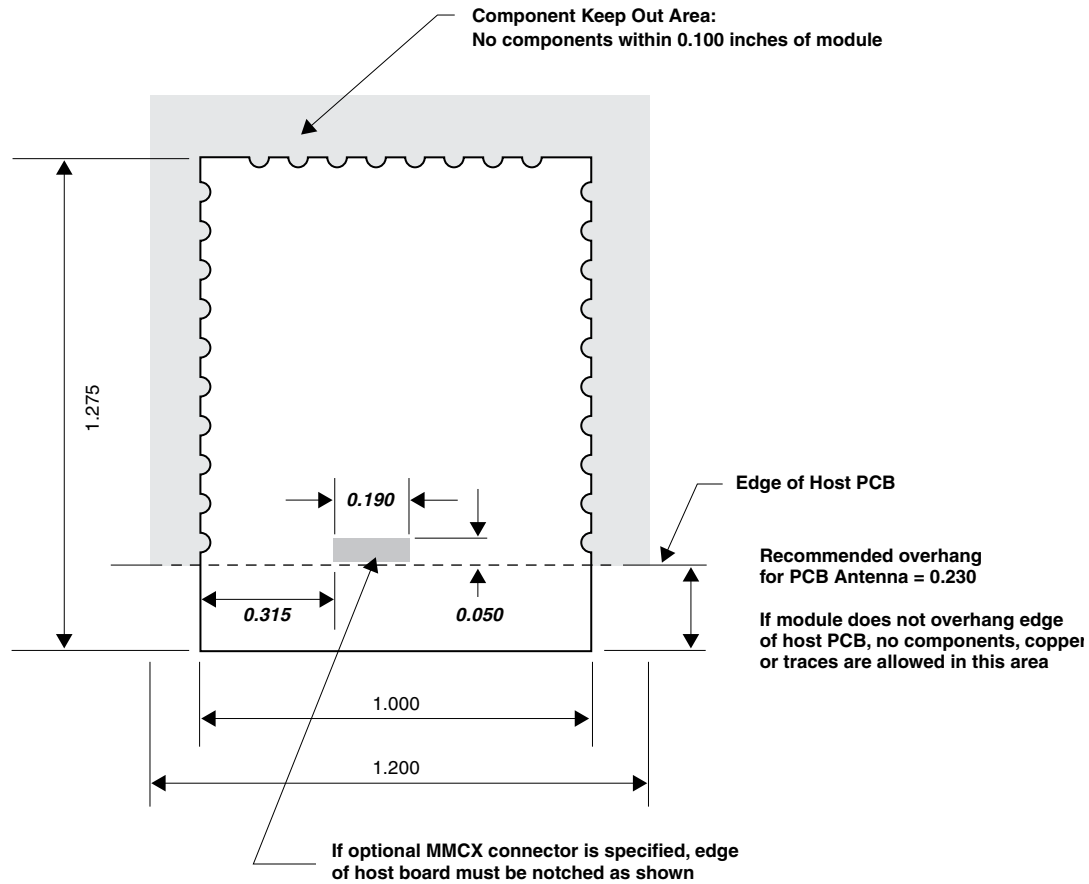 Component Keep Out Area:
No components within 0.100 inches of module
1.275
0.190
Edge of Host PCB
Recommended overhang
for PCB Antenna = 0.230
0.315
0.050
If module does not overhang edge
of host PCB, no components, copper
or traces are allowed in this area
1.000
1.200
If optional MMCX connector is specified, edge
of host board must be notched as shown